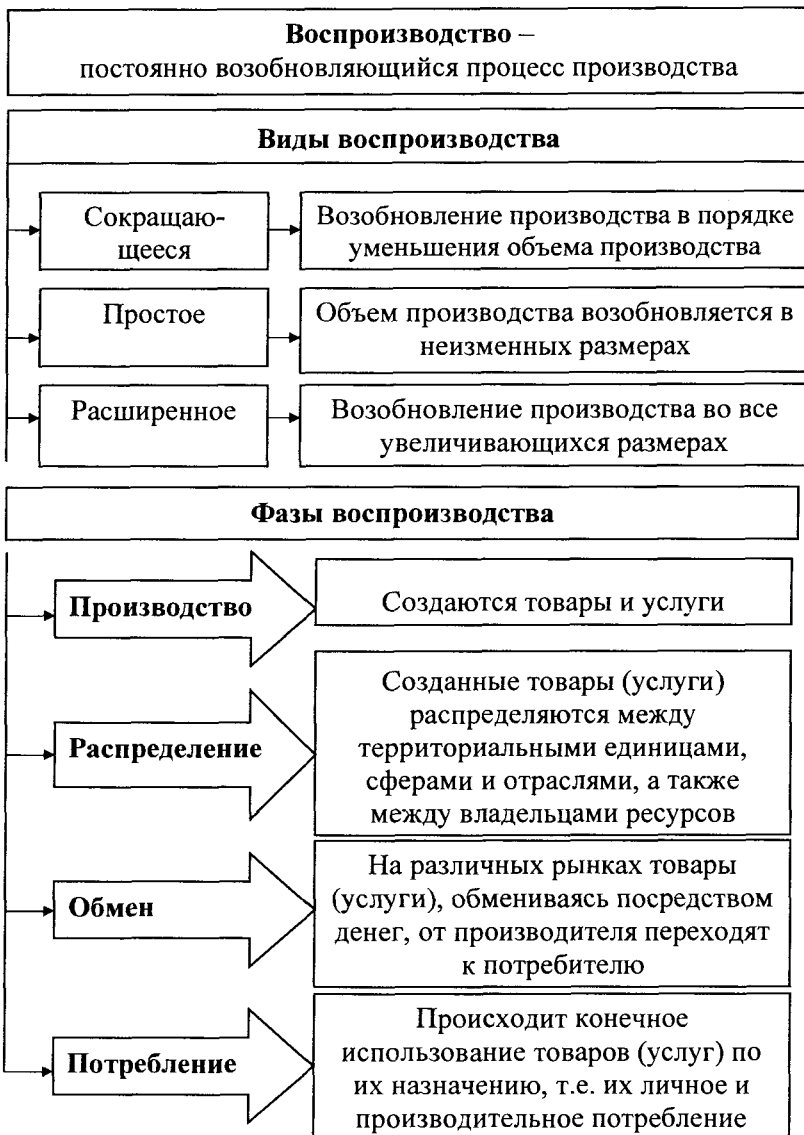 Воспроизводство –
постоянно возобновляющийся процесс производства
Виды воспроизводства
Сокращаю-
щееся
Возобновление производства в порядке
уменьшения объема производства
Простое
Объем производства возобновляется в
неизменных размерах
Расширенное
Возобновление производства во все
увеличивающихся размерах
Фазы воспроизводства
Производство
Создаются товары и услуги
Распределение
Созданные товары (услуги)
распределяются между
территориальными единицами,
сферами и отраслями, а также
между владельцами ресурсов
Обмен
На различных рынках товары
(услуги), обмениваясь посредством
денег, от производителя переходят
к потребителю
Потребление
Происходит конечное
использование товаров (услуг) по
их назначению, т.е. их личное и
производительное потребление